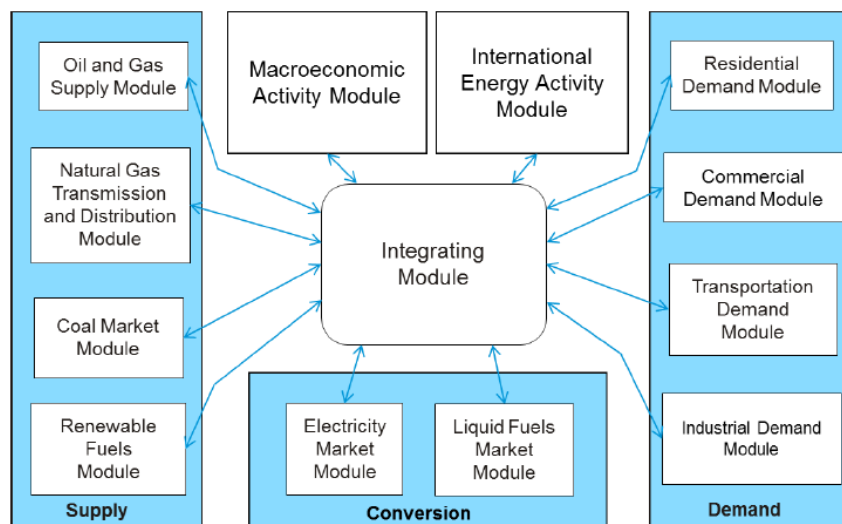 Oil and Gas
Supply Module
Natural Gas
Transmission
and Distribution
Module
Coal Market
Module
Renewable
Fuels
Module
Supply
Macroeconomic
Activity Module
International
Energy Activity
Module
Integrating
Module
Electricity
Market
Module
Liquid Fuels
Market
Module
Conversion
Residential
Demand Module
Commercial
Demand Module
Transportation
Demand
Module
Industrial Demand
Module
Demand